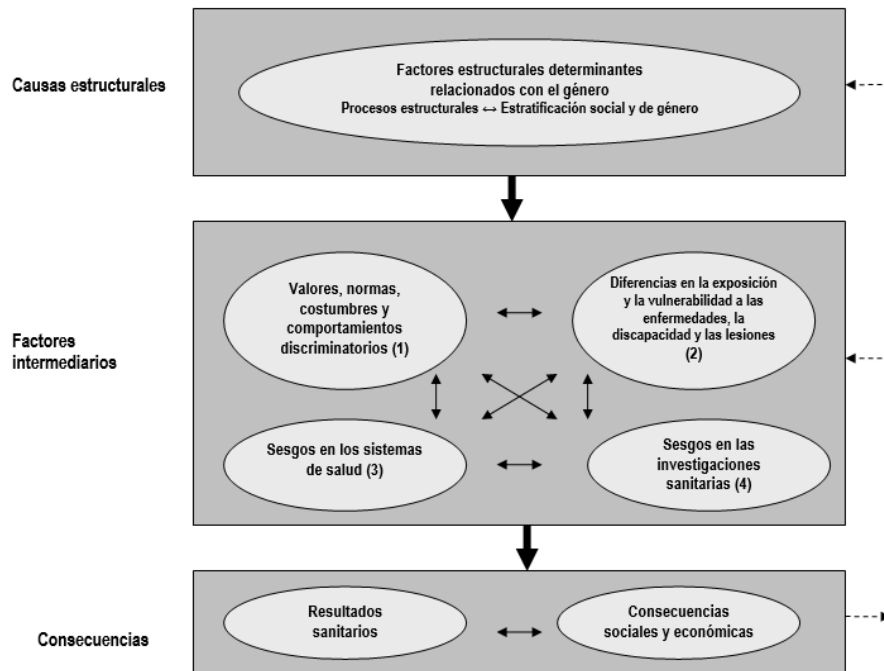 Causas estructurales
Factores estructurales determinantes
relacionados con el género
Procesos estructurales ↔ Estratificación social y de género
Factores
intermediarios
Valores, normas,
costumbres y
comportamientos
discriminatorios (1)
Diferencias en la exposición
y la vulnerabilidad a las
enfermedades, la
discapacidad y las lesiones
(2)
Sesgos en los sistemas
de salud (3)
Sesgos en las
investigaciones
sanitarias (4)
Consecuencias
Resultados
sanitarios
Consecuencias
sociales y económicas